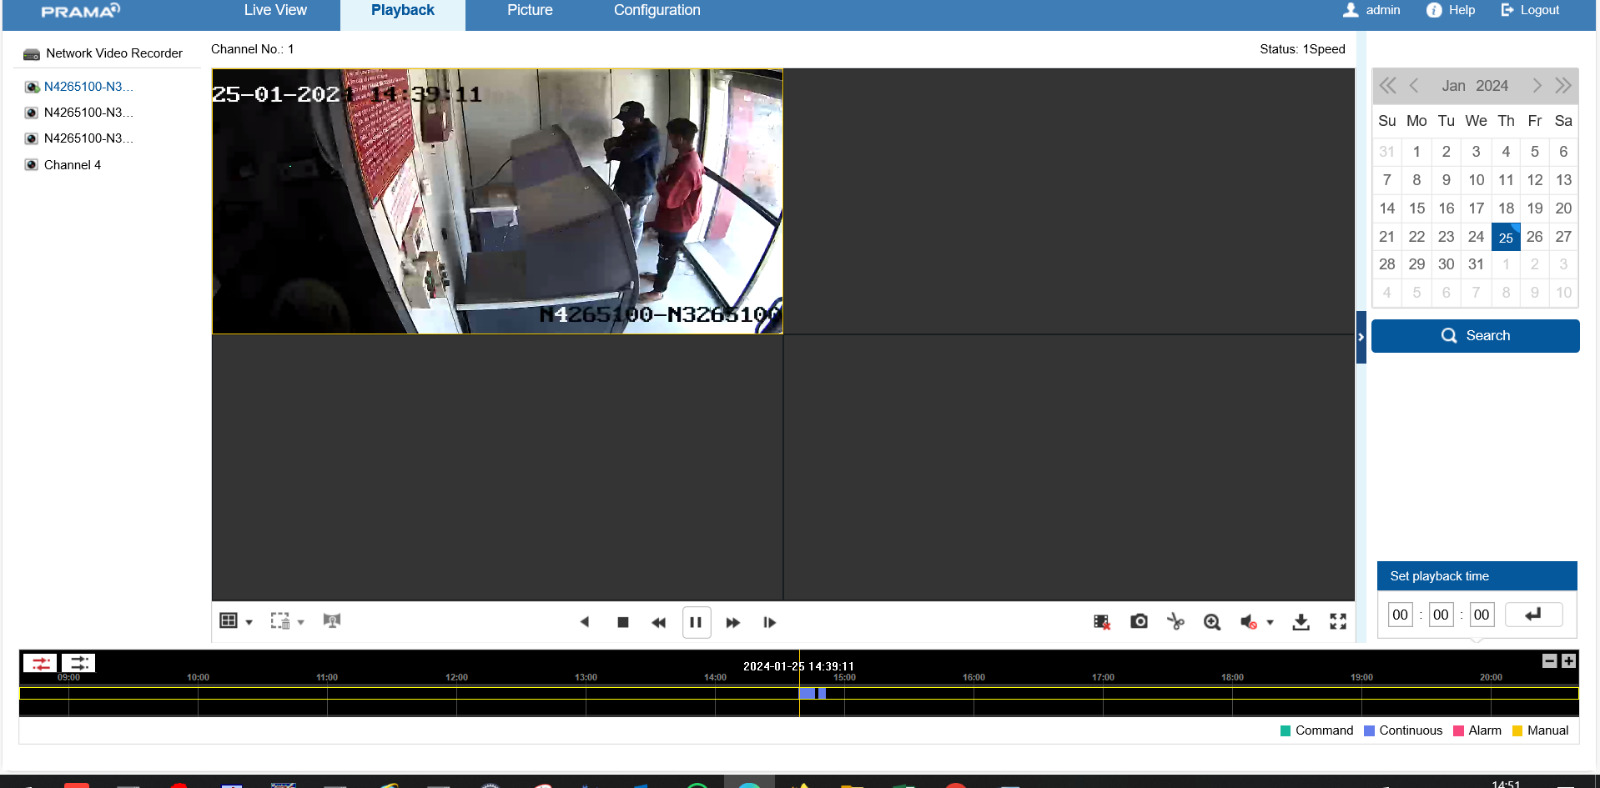 PRAMA
Live View
Playback
Picture
Configuration
admin
Help
Logout
Network Video Recorder
N4265100-N3...
N4265100-N3...
N4265100-N3...
Channel 4
Channel No.: 1
Status: 1Speed
25-01-2024 14:39:11
N4265100-N3265100
Jan 2024
Su Mo Tu We Th Fr Sa
31 1 2 3 4 5 6
7 8 9 10 11 12 13
14 15 16 17 18 19 20
21 22 23 24 25 26 27
28 29 30 31 1 2 3
4 5 6 7 8 9 10
Search
Set playback time
00 : 00 : 00
2024-01-25 14:39:11
09:00 10:00 11:00 12:00 13:00 14:00 15:00 16:00 17:00 18:00 19:00 20:00
Command Continuous Alarm Manual
14:51